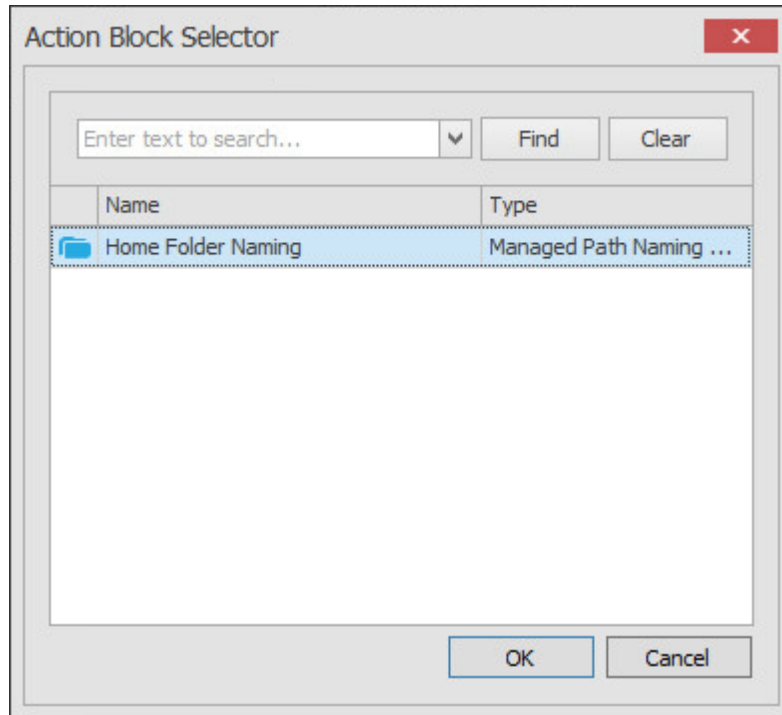 Action Block Selector
Enter text to search... Find Clear
Name Type
Home Folder Naming Managed Path Naming ...
OK Cancel